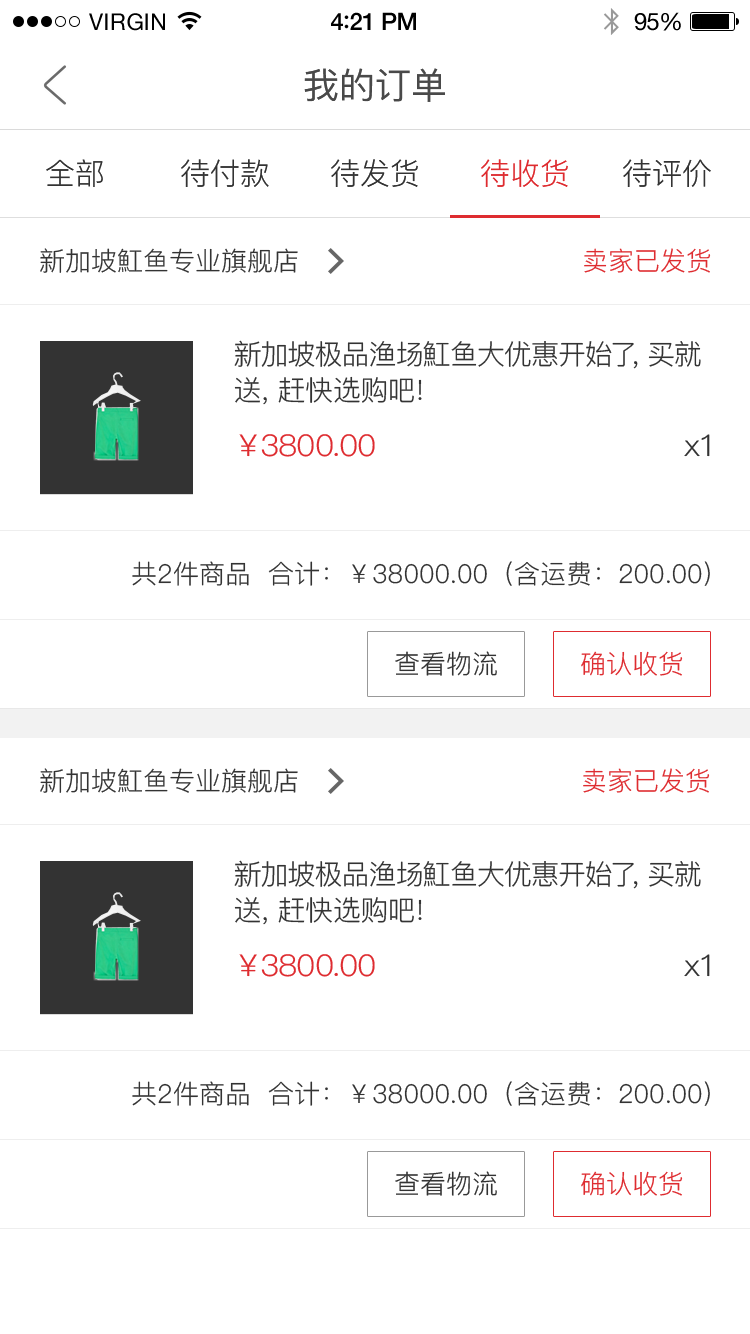 VIRGIN 4:21 PM 95%
我的订单
全部 待付款 待发货 待收货 待评价
新加坡魟鱼专业旗舰店 卖家已发货
新加坡极品渔场魟鱼大优惠开始了, 买就
送, 赶快选购吧!
￥3800.00 x1
共2件商品 合计：￥38000.00（含运费：200.00）
查看物流 确认收货
新加坡魟鱼专业旗舰店 卖家已发货
新加坡极品渔场魟鱼大优惠开始了, 买就
送, 赶快选购吧!
￥3800.00 x1
共2件商品 合计：￥38000.00（含运费：200.00）
查看物流 确认收货